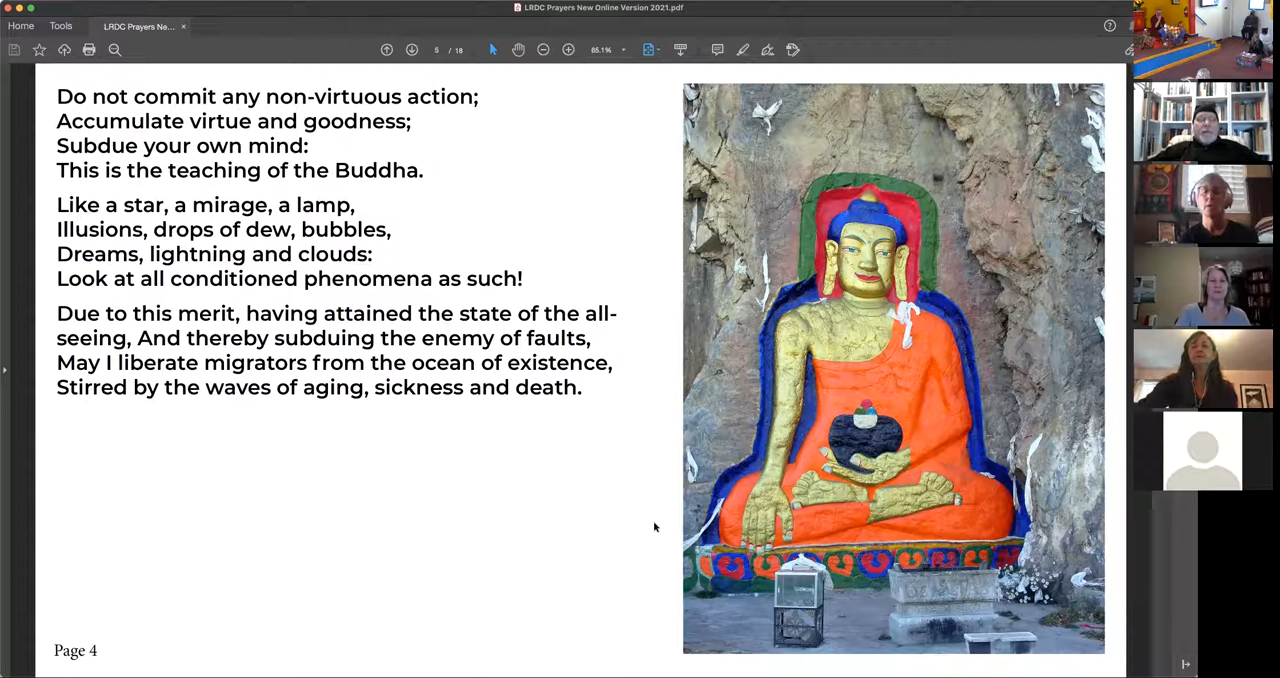 LRDC Prayers New Online Version 2021.pdf
Home Tools LRDC Prayers Ne... ×
5 / 18 65.1%
Do not commit any non-virtuous action;
Accumulate virtue and goodness;
Subdue your own mind:
This is the teaching of the Buddha.
Like a star, a mirage, a lamp,
Illusions, drops of dew, bubbles,
Dreams, lightning and clouds:
Look at all conditioned phenomena as such!
Due to this merit, having attained the state of the all-
seeing, And thereby subduing the enemy of faults,
May I liberate migrators from the ocean of existence,
Stirred by the waves of aging, sickness and death.
Page 4